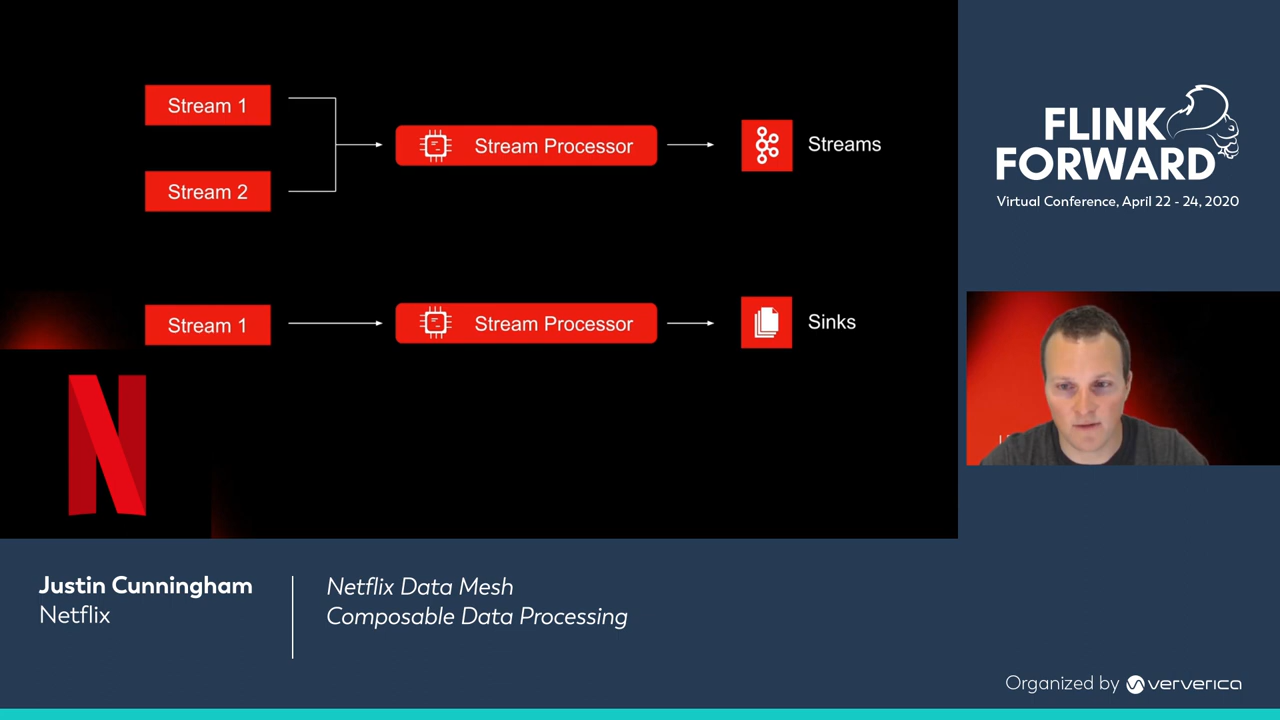 Stream 1
Stream 2
Stream Processor
Streams
Stream 1
Stream Processor
Sinks
N
FLINK
FORWARD
Virtual Conference, April 22 - 24, 2020
Justin Cunningham
Netflix
Netflix Data Mesh
Composable Data Processing
Organized by ververica